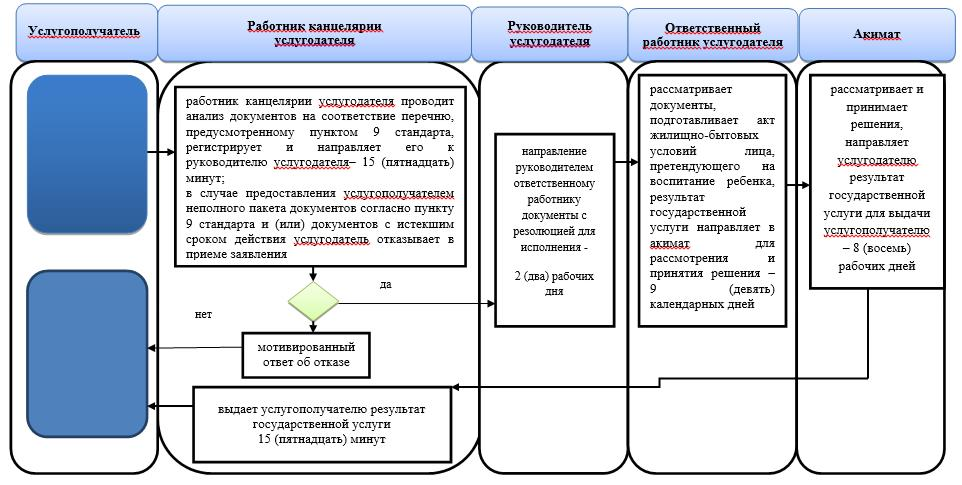 Услугополучатель
Работник канцелярии
услугодателя
Руководитель
услугодателя
Ответственный
работник услугодателя
Акимат
работник канцелярии услугодателя проводит
анализ документов на соответствие перечню,
предусмотренному пунктом 9 стандарта,
регистрирует и направляет его к
руководителю услугодателя– 15 (пятнадцать)
минут;
в случае предоставления услугополучателем
неполного пакета документов согласно пункту
9 стандарта и (или) документов с истекшим
сроком действия услугодатель отказывает в
приеме заявления
да
нет
мотивированный
ответ об отказе
выдает услугополучателю результат
государственной услуги
15 (пятнадцать) минут
направление
руководителем
ответственному
работнику
документы с
резолюцией для
исполнения -
2 (два) рабочих
дня
рассматривает
документы,
подготавливает акт
жилищно-бытовых
условий лица,
претендующего на
воспитание ребенка,
результат
государственной
услуги направляет в
акимат для
рассмотрения и
принятия решения –
9 (девять)
календарных дней
рассматривает и
принимает
решения,
направляет
услугодателю
результат
государственной
услуги для выдачи
услугополучателю
– 8 (восемь)
рабочих дней